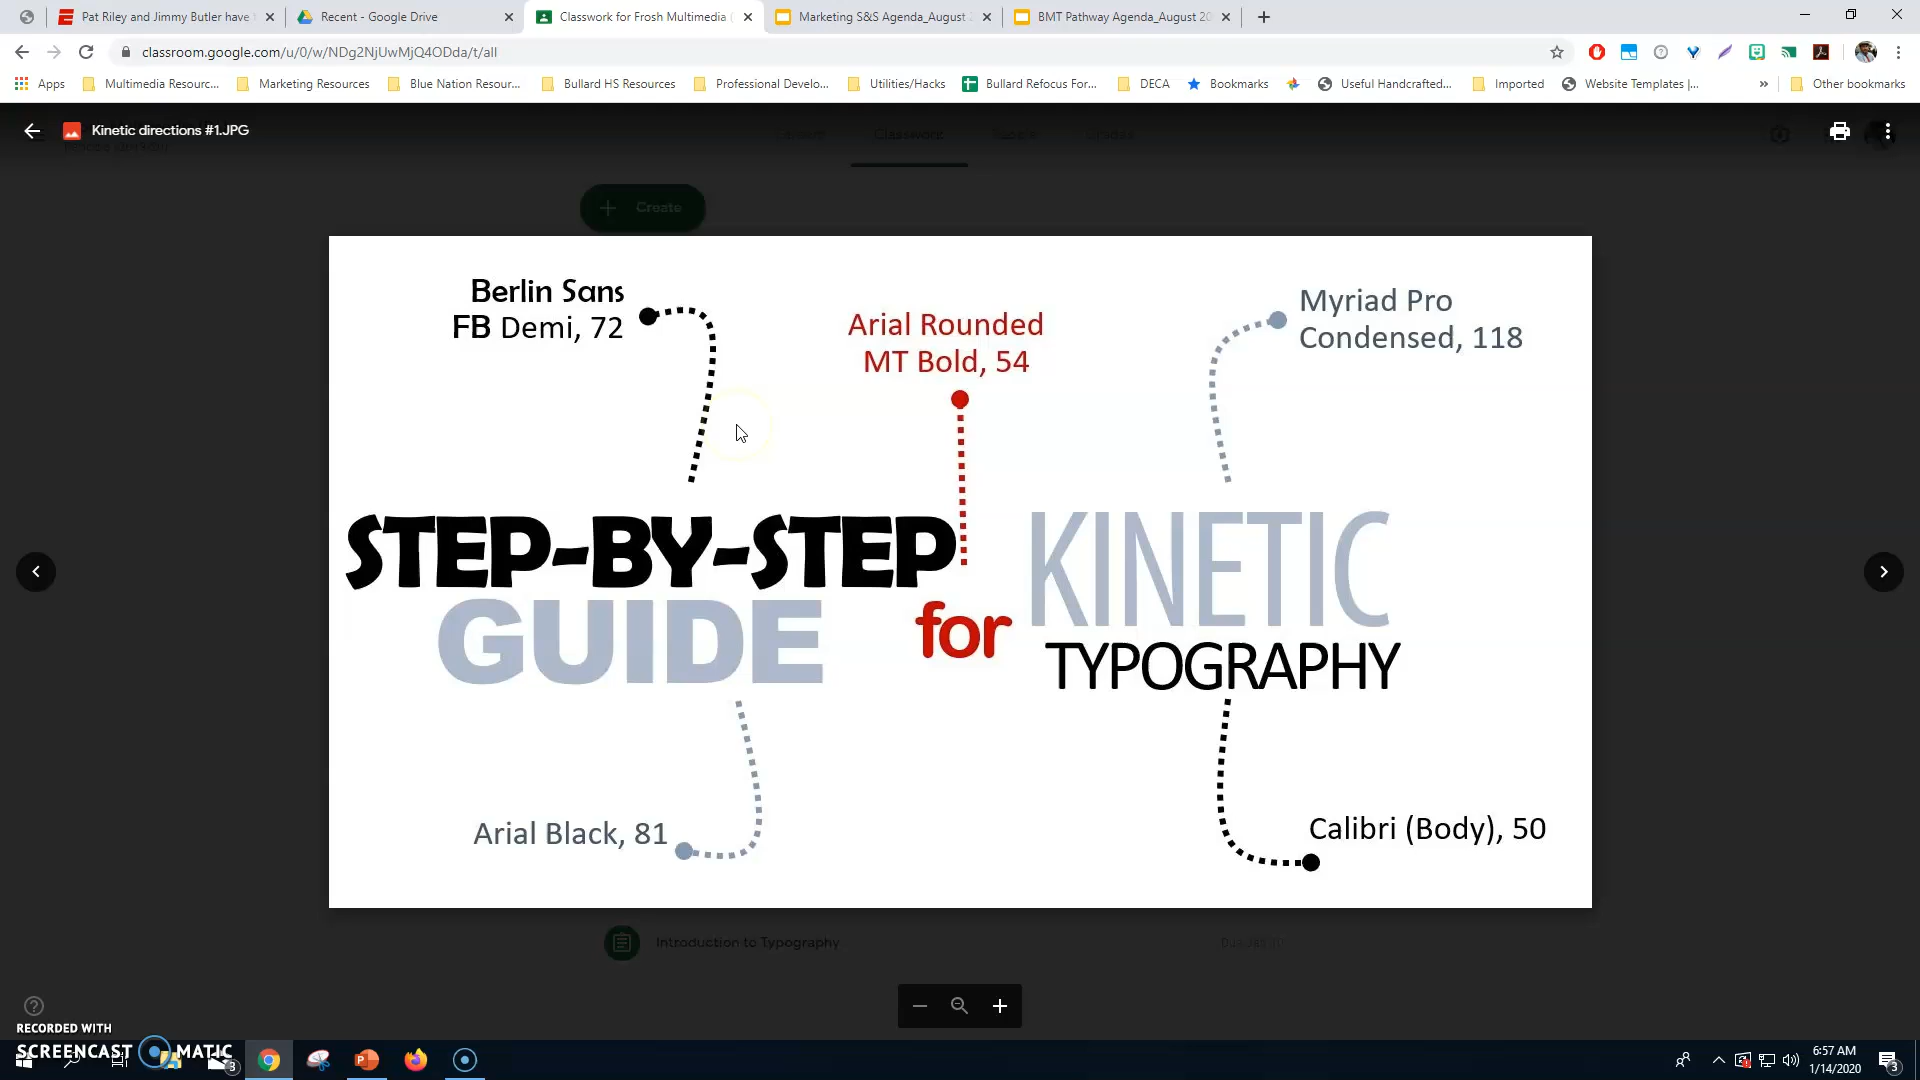 Pat Riley and Jimmy Butler have
Recent - Google Drive
Classwork for Frosh Multimedia (
Marketing S&S Agenda_August 2
BMT Pathway Agenda_August 20
classroom.google.com/u/0/w/NDg2NjUwMjQ4ODda/t/all
Apps
Multimedia Resourc...
Marketing Resources
Blue Nation Resour...
Bullard HS Resources
Professional Develo...
Utilities/Hacks
Bullard Refocus For...
DECA
Bookmarks
Useful Handcrafted...
Imported
Website Templates |...
Other bookmarks
Kinetic directions #1.JPG
Classwork
Create
Berlin Sans
FB Demi, 72
Arial Rounded
MT Bold, 54
Myriad Pro
Condensed, 118
STEP-BY-STEP
GUIDE
for
KINETIC
TYPOGRAPHY
Arial Black, 81
Calibri (Body), 50
Introduction to Typography
RECORDED WITH
SCREENCAST MATIC
3
6:57 AM
1/14/2020
3